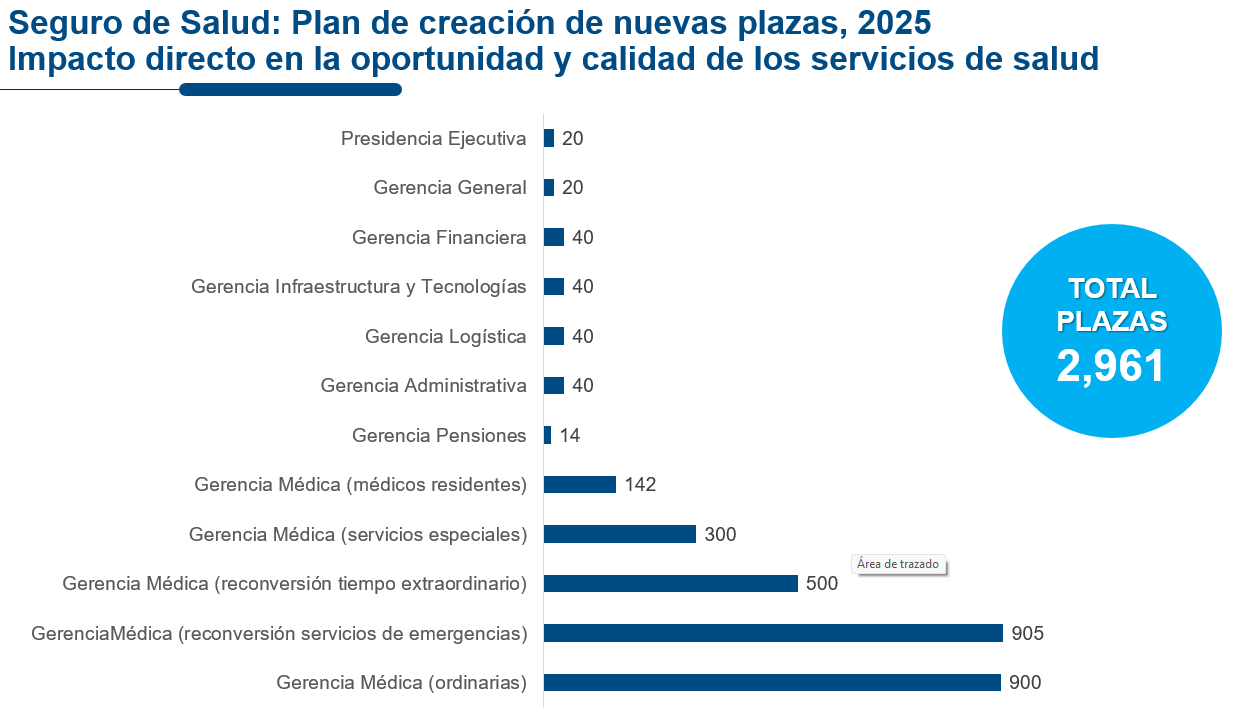 Seguro de Salud: Plan de creación de nuevas plazas, 2025
Impacto directo en la oportunidad y calidad de los servicios de salud
Presidencia Ejecutiva 20
Gerencia General 20
Gerencia Financiera 40
Gerencia Infraestructura y Tecnologías 40
Gerencia Logística 40
Gerencia Administrativa 40
Gerencia Pensiones 14
Gerencia Médica (médicos residentes) 142
Gerencia Médica (servicios especiales) 300
Gerencia Médica (reconversión tiempo extraordinario) 500
GerenciaMédica (reconversión servicios de emergencias) 905
Gerencia Médica (ordinarias) 900
Área de trazado
TOTAL
PLAZAS
2,961